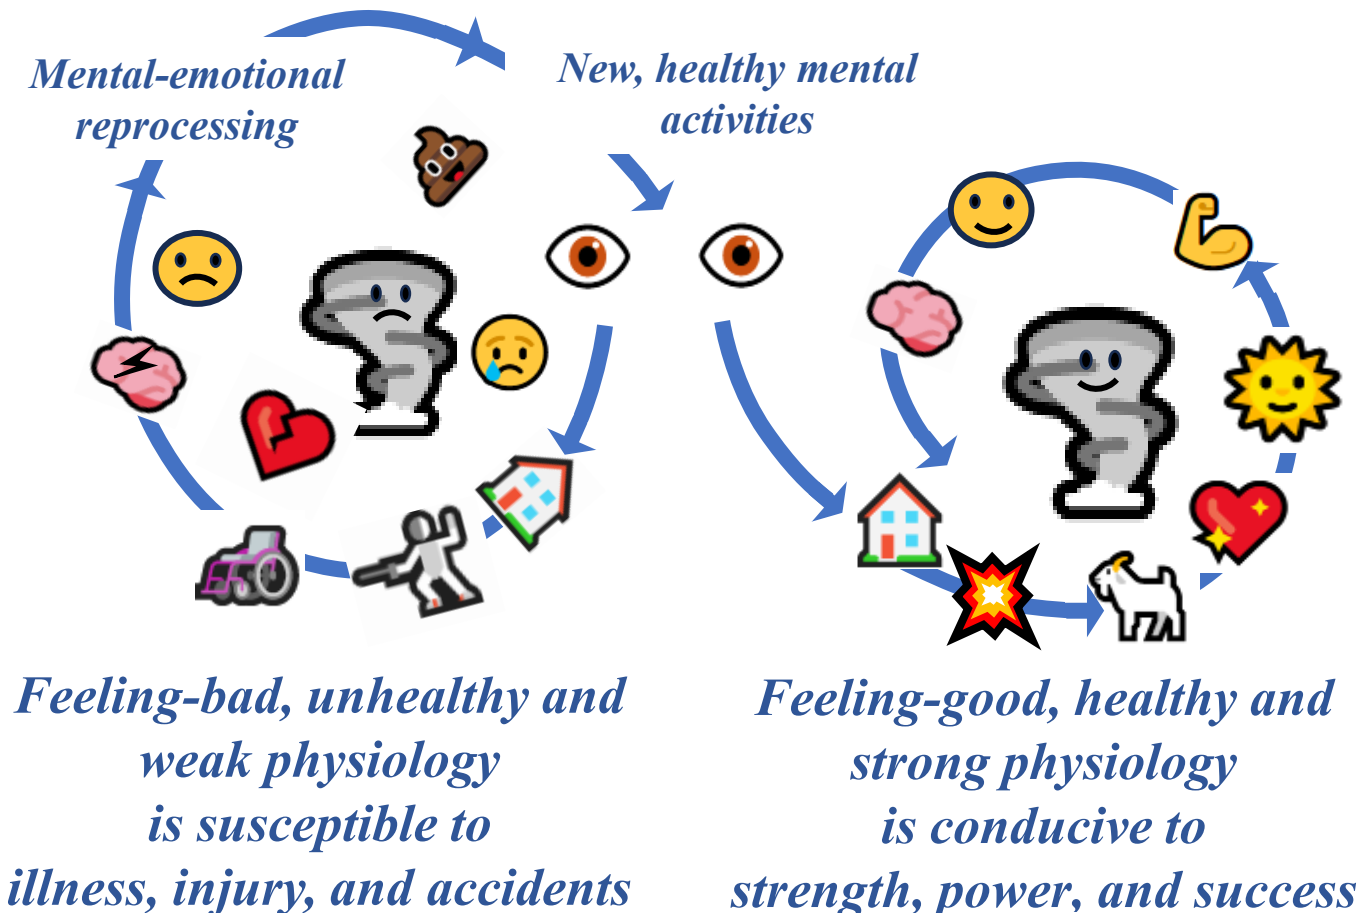 Mental-emotional
reprocessing
New, healthy mental
activities
Feeling-bad, unhealthy and
weak physiology
is susceptible to
illness, injury, and accidents
Feeling-good, healthy and
strong physiology
is conducive to
strength, power, and success